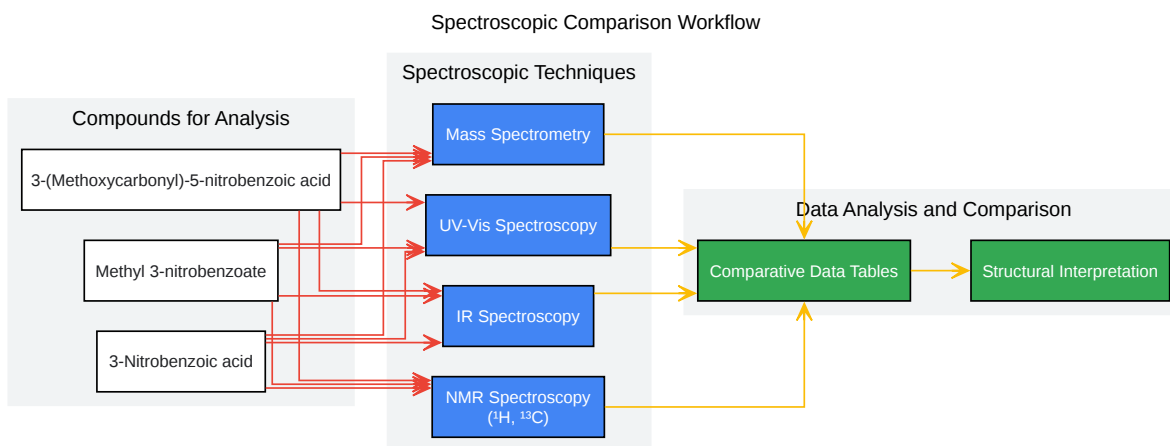 Spectroscopic Comparison Workflow
Compounds for Analysis
3-(Methoxycarbonyl)-5-nitrobenzoic acid
Methyl 3-nitrobenzoate
3-Nitrobenzoic acid
Spectroscopic Techniques
Mass Spectrometry
UV-Vis Spectroscopy
IR Spectroscopy
NMR Spectroscopy
(¹H, ¹³C)
Data Analysis and Comparison
Comparative Data Tables
Structural Interpretation